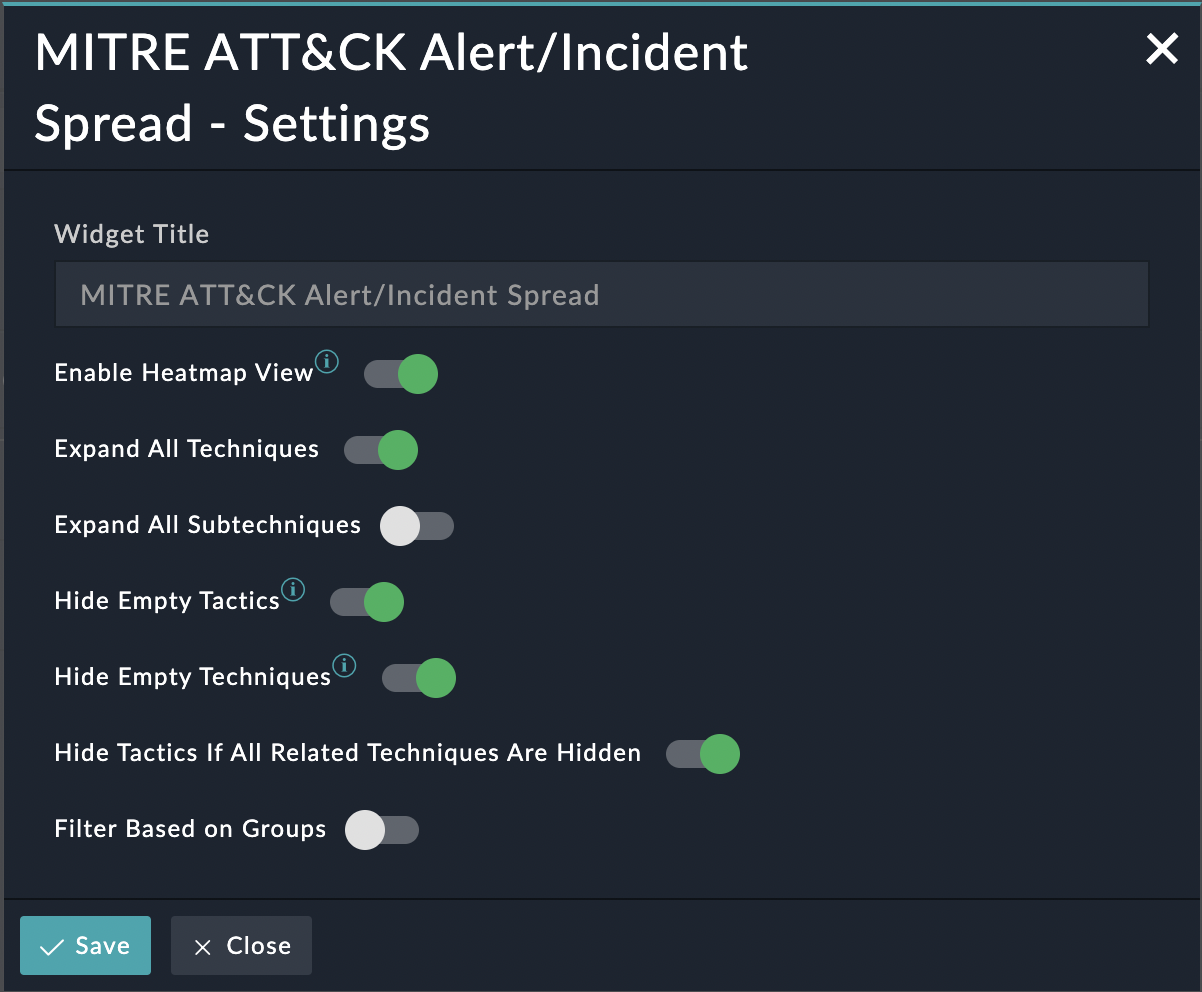 MITRE ATT&CK Alert/Incident
Spread - Settings
Widget Title
MITRE ATT&CK Alert/Incident Spread
Enable Heatmap View
Expand All Techniques
Expand All Subtechniques
Hide Empty Tactics
Hide Empty Techniques
Hide Tactics If All Related Techniques Are Hidden
Filter Based on Groups
Save
Close